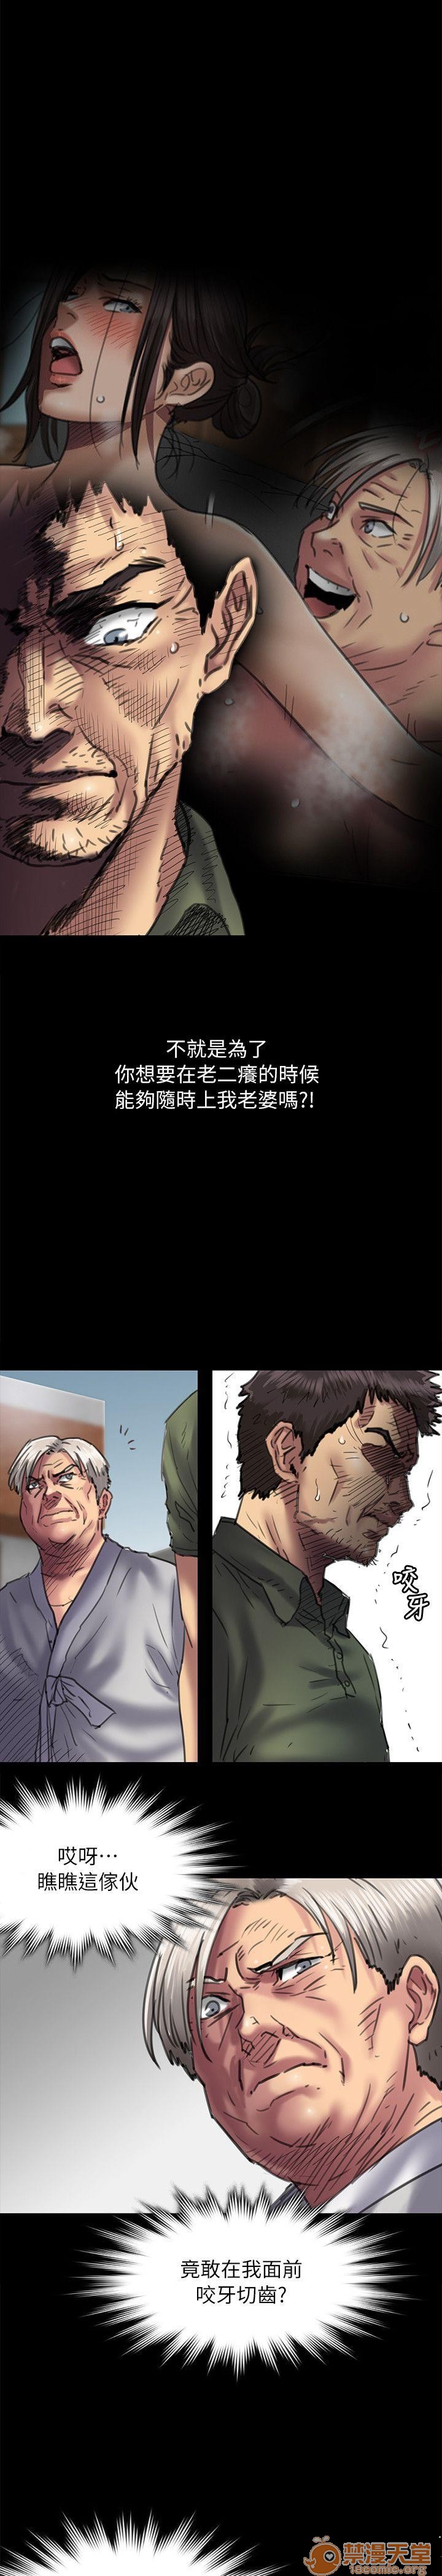 不就是為了
你想要在老二癢的時候
能夠隨時上我老婆嗎?!
咬牙
哎呀⋯
瞧瞧這傢伙
竟敢在我面前
咬牙切齒?
禁漫天堂
18comic.org